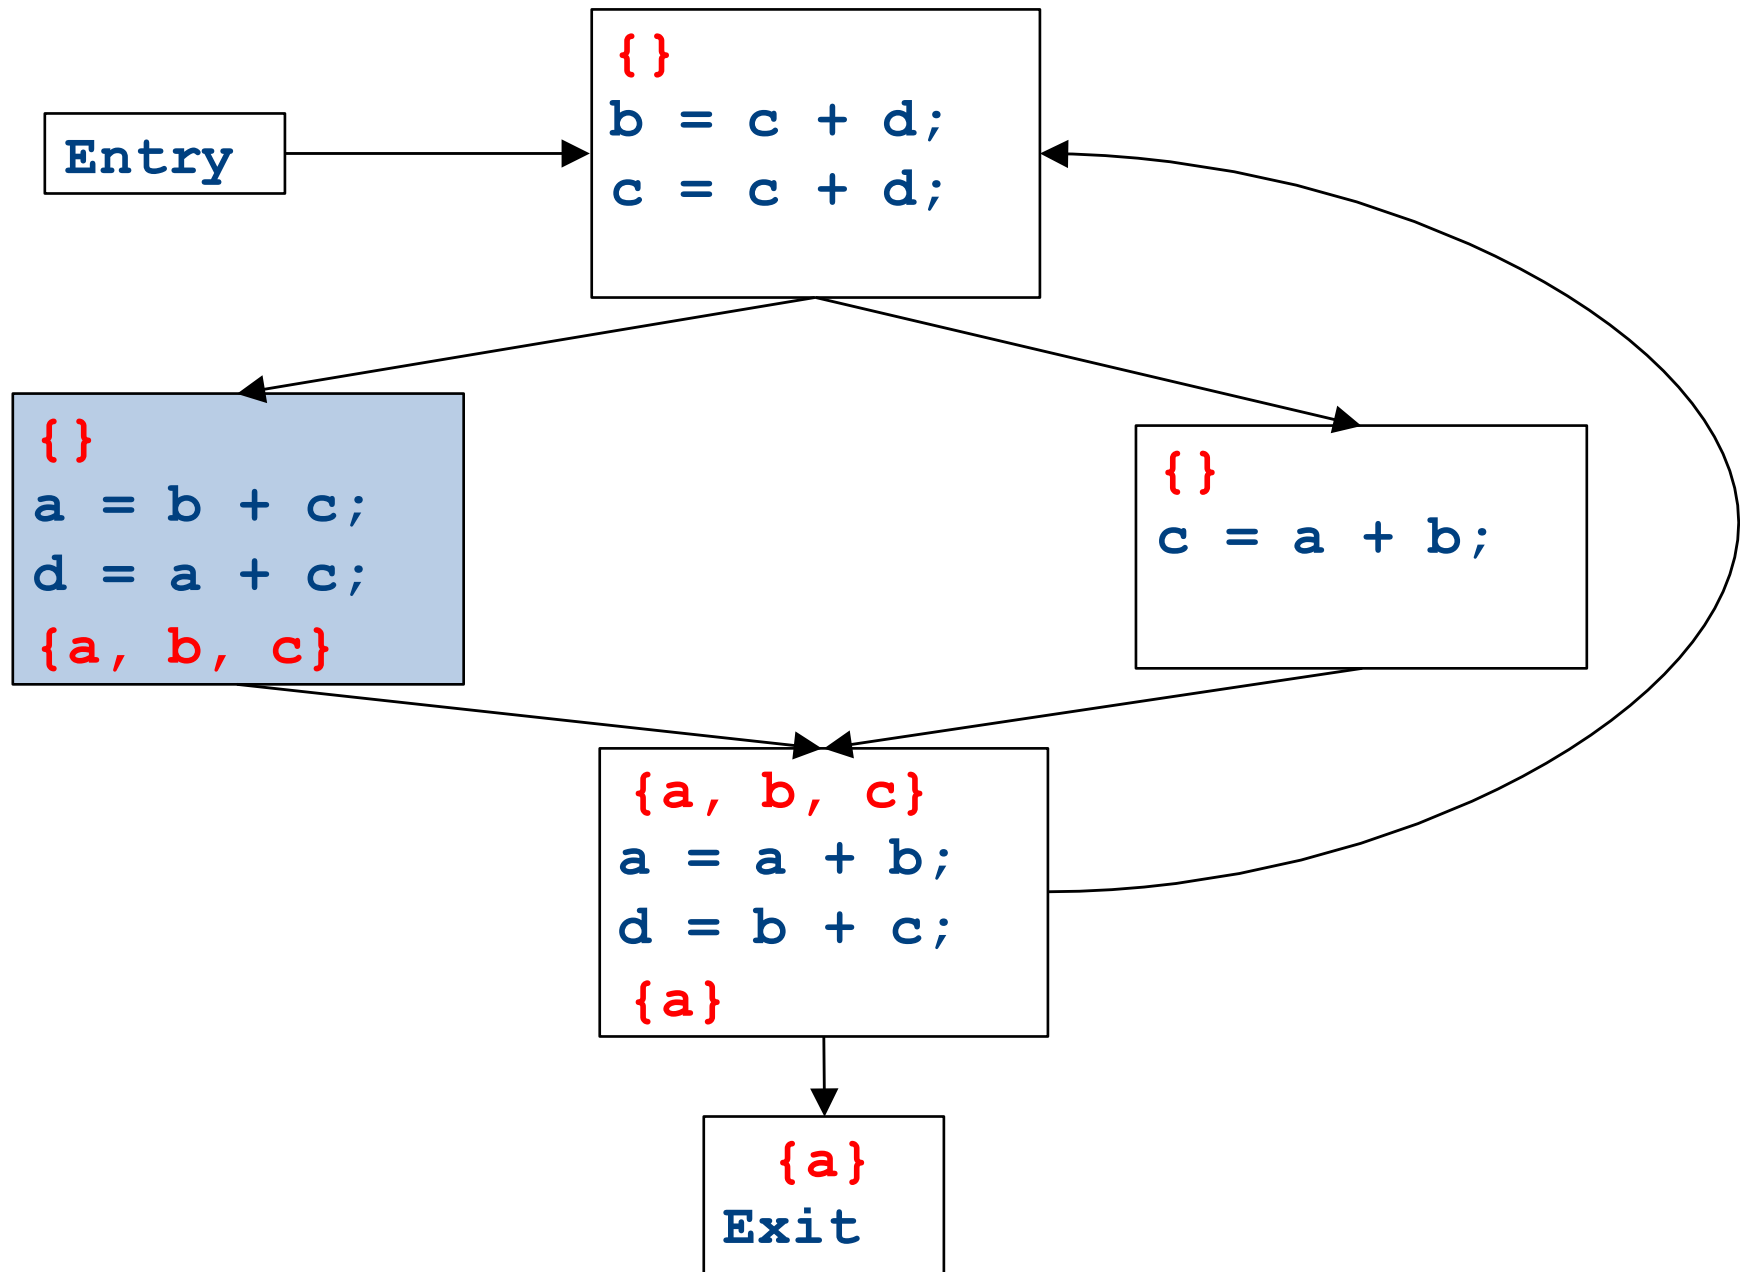 {}
b = c + d;
c = c + d;
Entry
{}
a = b + c;
d = a + c;
{a, b, c}
{}
c = a + b;
{a, b, c}
a = a + b;
d = b + c;
{a}
{a}
Exit